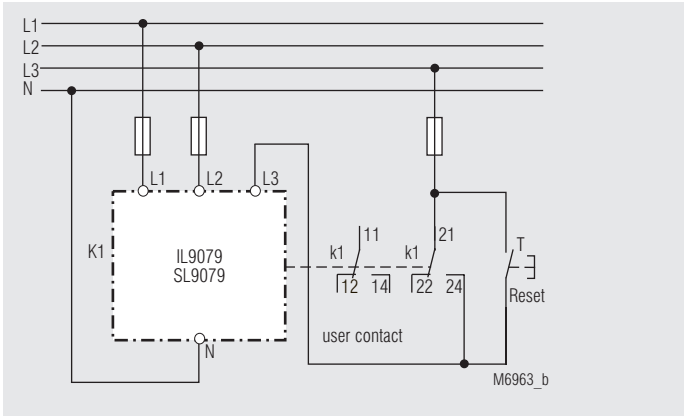 L1
L2
L3
N
L1 L2 L3
K1
IL9079
SL9079
N
k1 11
12 14
k1 21
22 24
T
Reset
user contact
M6963_b